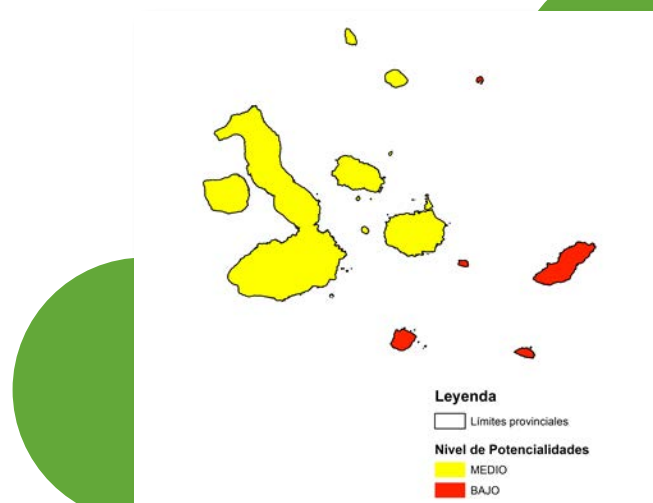 Leyenda
Límites provinciales
Nivel de Potencialidades
MEDIO
BAJO